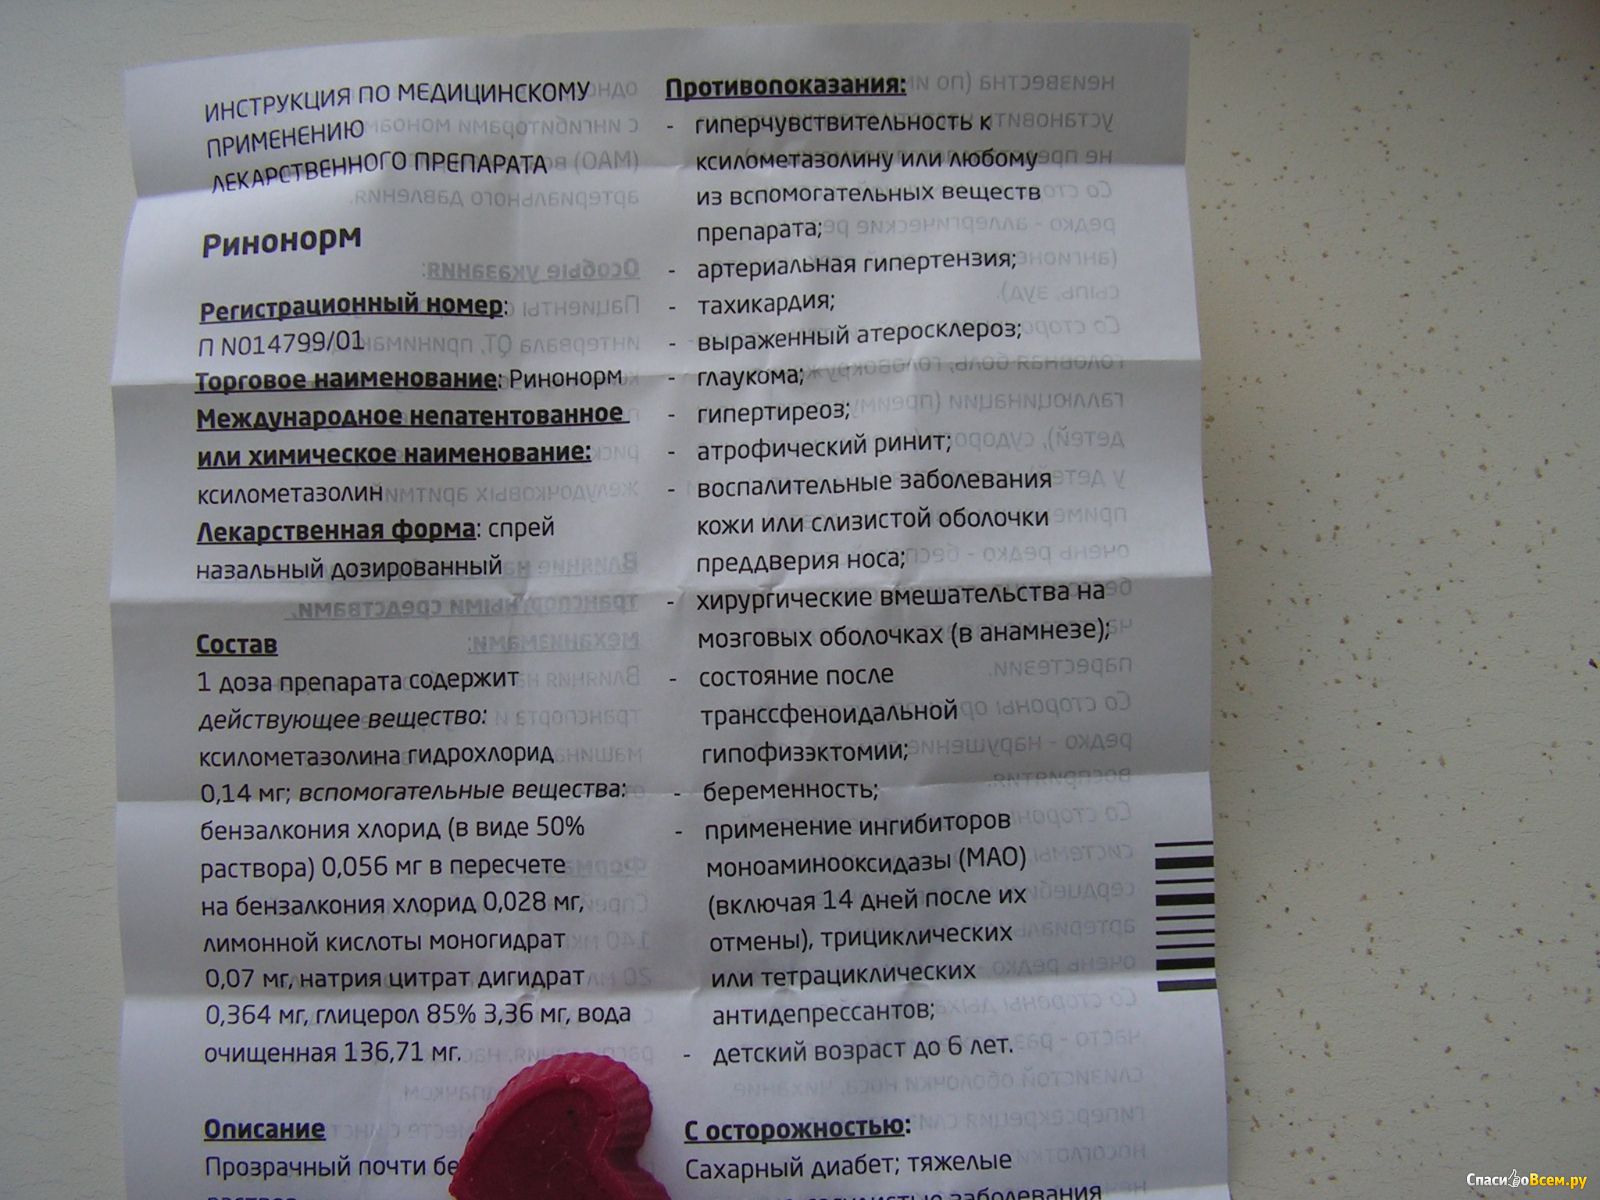 ИНСТРУКЦИЯ ПО МЕДИЦИНСКОМУ
ПРИМЕНЕНИЮ
ЛЕКАРСТВЕННОГО ПРЕПАРАТА
Ринонорм
Регистрационный номер:
П N014799/01
Торговое наименование: Ринонорм
Международное непатентованное
или химическое наименование:
ксилометазолин
Лекарственная форма: спрей
назальный дозированный
Состав
1 доза препарата содержит
действующее вещество:
ксилометазолина гидрохлорид
0,14 мг; вспомогательные вещества:
бензалкония хлорид (в виде 50%
раствора) 0,056 мг в пересчете
на бензалкония хлорид 0,028 мг,
лимонной кислоты моногидрат
0,07 мг, натрия цитрат дигидрат
0,364 мг, глицерол 85% 3,36 мг, вода
очищенная 136,71 мг.
Описание
Прозрачный почти
Противопоказания:
- гиперчувствительность к
ксилометазолину или любому
из вспомогательных веществ
препарата;
- артериальная гипертензия;
- тахикардия;
- выраженный атеросклероз;
- глаукома;
- гипертиреоз;
- атрофический ринит;
- воспалительные заболевания
кожи или слизистой оболочки
преддверия носа;
- хирургические вмешательства на
мозговых оболочках (в анамнезе);
- состояние после
транссфеноидальной
гипофизэктомии;
- беременность;
- применение ингибиторов
моноаминооксидазы (МАО)
(включая 14 дней после их
отмены), трициклических
или тетрациклических
антидепрессантов;
- детский возраст до 6 лет.
С осторожностью:
Сахарный диабет; тяжелые
заболевания
СпасибоВсем.ру